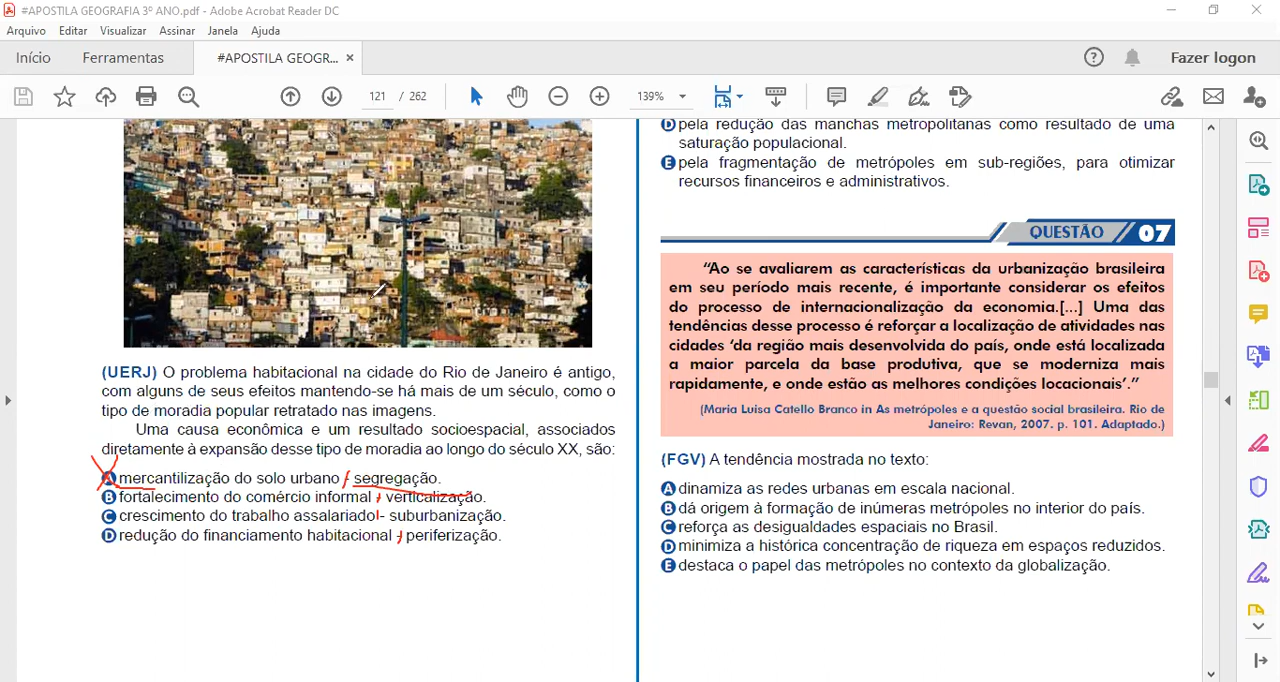 #APOSTILA GEOGRAFIA 3º ANO.pdf - Adobe Acrobat Reader DC
Arquivo Editar Visualizar Assinar Janela Ajuda
Início Ferramentas #APOSTILA GEOGR... × Fazer logon
121 / 262 139%
D pela redução das manchas metropolitanas como resultado de uma
saturação populacional.
E pela fragmentação de metrópoles em sub-regiões, para otimizar
recursos financeiros e administrativos.
(UERJ) O problema habitacional na cidade do Rio de Janeiro é antigo,
com alguns de seus efeitos mantendo-se há mais de um século, como o
tipo de moradia popular retratado nas imagens.
Uma causa econômica e um resultado socioespacial, associados
diretamente à expansão desse tipo de moradia ao longo do século XX, são:
A mercantilização do solo urbano - segregação.
B fortalecimento do comércio informal - verticalização.
C crescimento do trabalho assalariado - suburbanização.
D redução do financiamento habitacional - periferização.
QUESTÃO 07
“Ao se avaliarem as características da urbanização brasileira
em seu período mais recente, é importante considerar os efeitos
do processo de internacionalização da economia.[...] Uma das
tendências desse processo é reforçar a localização de atividades nas
cidades ‘da região mais desenvolvida do país, onde está localizada
a maior parcela da base produtiva, que se moderniza mais
rapidamente, e onde estão as melhores condições locacionais’.”
(Maria Luisa Catello Branco in As metrópoles e a questão social brasileira. Rio de
Janeiro: Revan, 2007. p. 101. Adaptado.)
(FGV) A tendência mostrada no texto:
A dinamiza as redes urbanas em escala nacional.
B dá origem à formação de inúmeras metrópoles no interior do país.
C reforça as desigualdades espaciais no Brasil.
D minimiza a histórica concentração de riqueza em espaços reduzidos.
E destaca o papel das metrópoles no contexto da globalização.